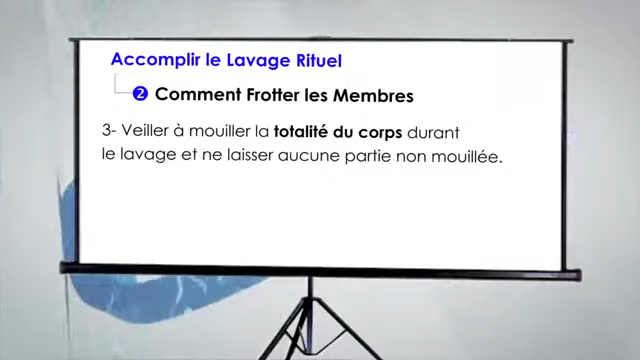 Accomplir le Lavage Rituel
2 Comment Frotter les Membres
3- Veiller à mouiller la totalité du corps durant
le lavage et ne laisser aucune partie non mouillée.